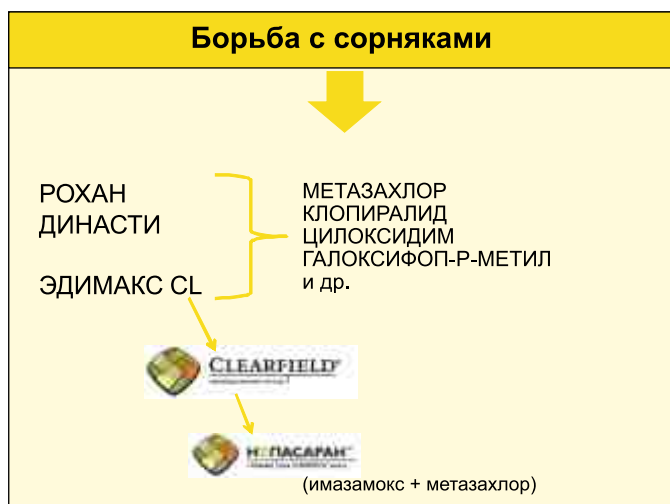 Борьба с сорняками
РОХАН
ДИНАСТИ
ЭДИМАКС CL
МЕТАЗАХЛОР
КЛОПИРАЛИД
ЦИЛОКСИДИМ
ГАЛОКСИФОП-Р-МЕТИЛ
и др.
CLEARFIELD®
НОПАСАРАН
(имазамокс + метазахлор)